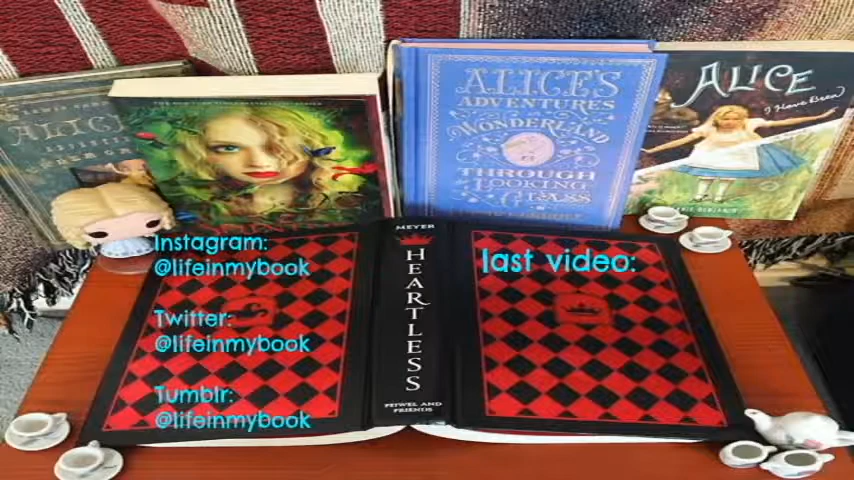 ALICE
ALICE'S
ADVENTURES
IN
WONDERLAND
&
THROUGH
THE
LOOKING
GLASS
ALICE
I Have Been
MEYER
HEARTLESS
FEIWEL AND
FRIENDS
Instagram:
@lifeinmybook
Twitter:
@lifeinmybook
Tumblr:
@lifeinmybook
last video: